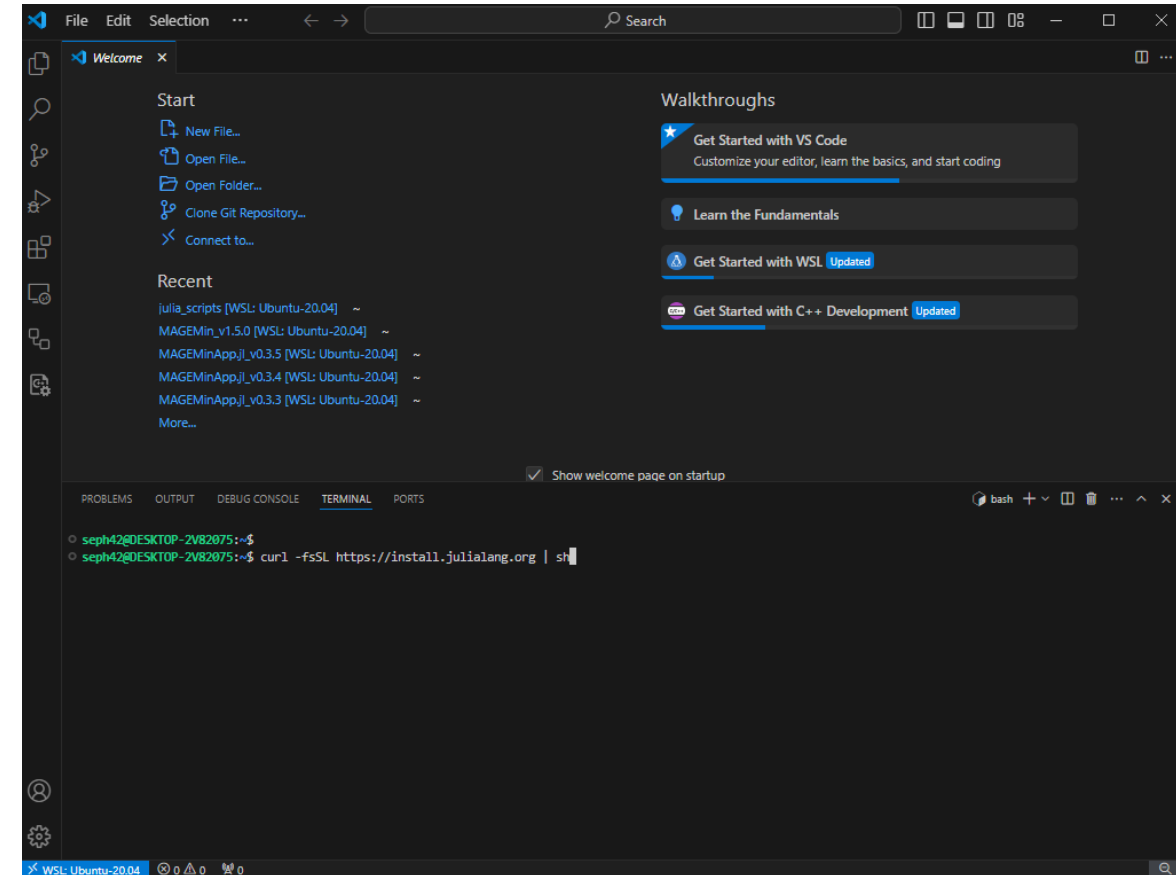 File Edit Selection ··· Search
Welcome
Start
New File...
Open File...
Open Folder...
Clone Git Repository...
Connect to...
Recent
julia_scripts [WSL: Ubuntu-20.04] ~
MAGEMin_v1.5.0 [WSL: Ubuntu-20.04] ~
MAGEMinApp.jl_v0.3.5 [WSL: Ubuntu-20.04] ~
MAGEMinApp.jl_v0.3.4 [WSL: Ubuntu-20.04] ~
MAGEMinApp.jl_v0.3.3 [WSL: Ubuntu-20.04] ~
More...
Walkthroughs
Get Started with VS Code
Customize your editor, learn the basics, and start coding
Learn the Fundamentals
Get Started with WSL Updated
Get Started with C++ Development Updated
Show welcome page on startup
PROBLEMS OUTPUT DEBUG CONSOLE TERMINAL PORTS bash
seph42@DESKTOP-2V82075:~$
seph42@DESKTOP-2V82075:~$ curl -fsSL https://install.julialang.org | sh
WSL: Ubuntu-20.04 0 0 0